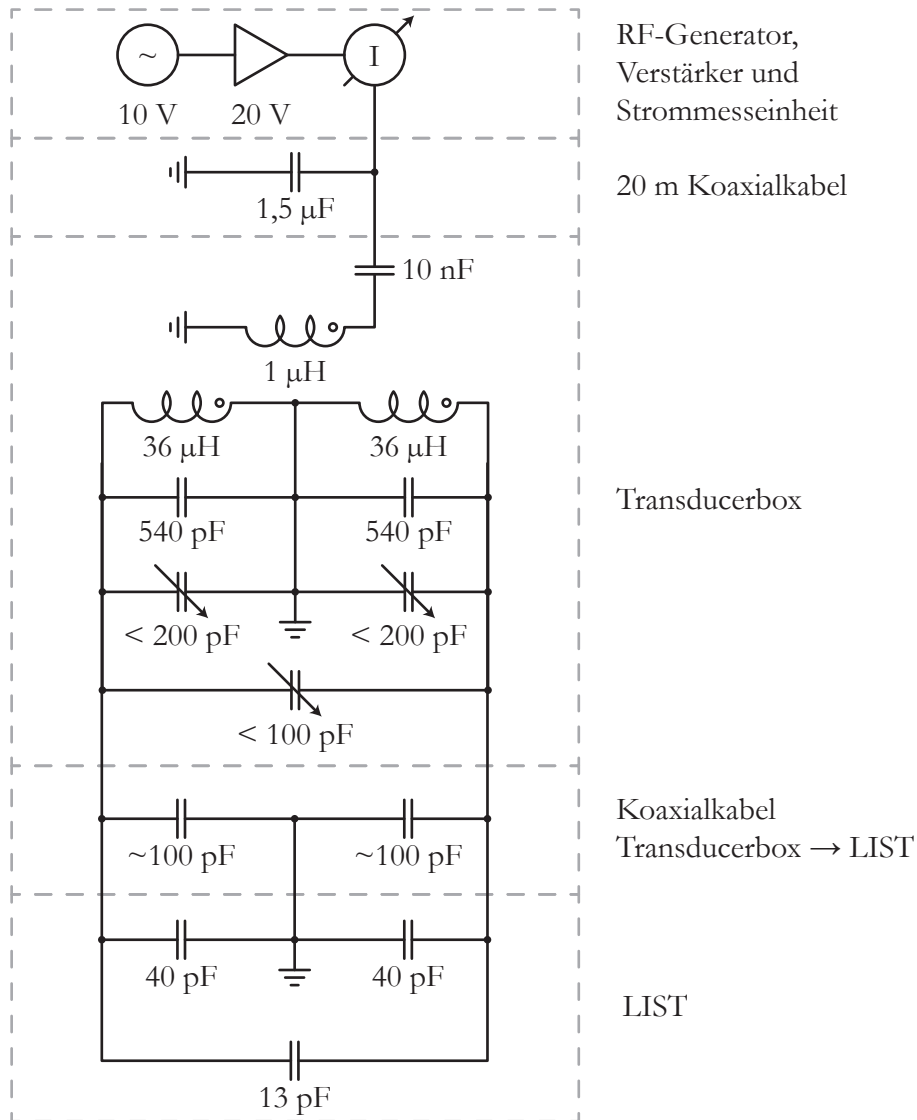 ~
I
10 V
20 V
RF-Generator,
Verstärker und
Strommesseinheit
1,5 µF
20 m Koaxialkabel
10 nF
1 µH
36 µH
36 µH
540 pF
540 pF
Transducerbox
< 200 pF
< 200 pF
< 100 pF
~100 pF
~100 pF
Koaxialkabel
Transducerbox → LIST
40 pF
40 pF
LIST
13 pF